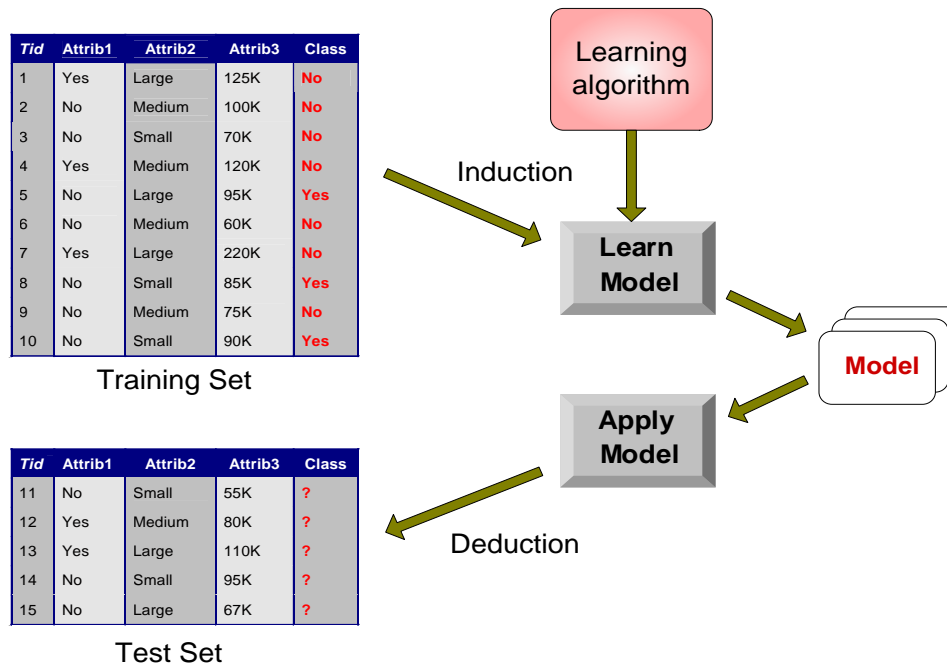 Tid Attrib1 Attrib2 Attrib3 Class
1 Yes Large 125K No
2 No Medium 100K No
3 No Small 70K No
4 Yes Medium 120K No
5 No Large 95K Yes
6 No Medium 60K No
7 Yes Large 220K No
8 No Small 85K Yes
9 No Medium 75K No
10 No Small 90K Yes
Training Set
Learning
algorithm
Induction
Learn
Model
Model
Apply
Model
Deduction
Tid Attrib1 Attrib2 Attrib3 Class
11 No Small 55K ?
12 Yes Medium 80K ?
13 Yes Large 110K ?
14 No Small 95K ?
15 No Large 67K ?
Test Set